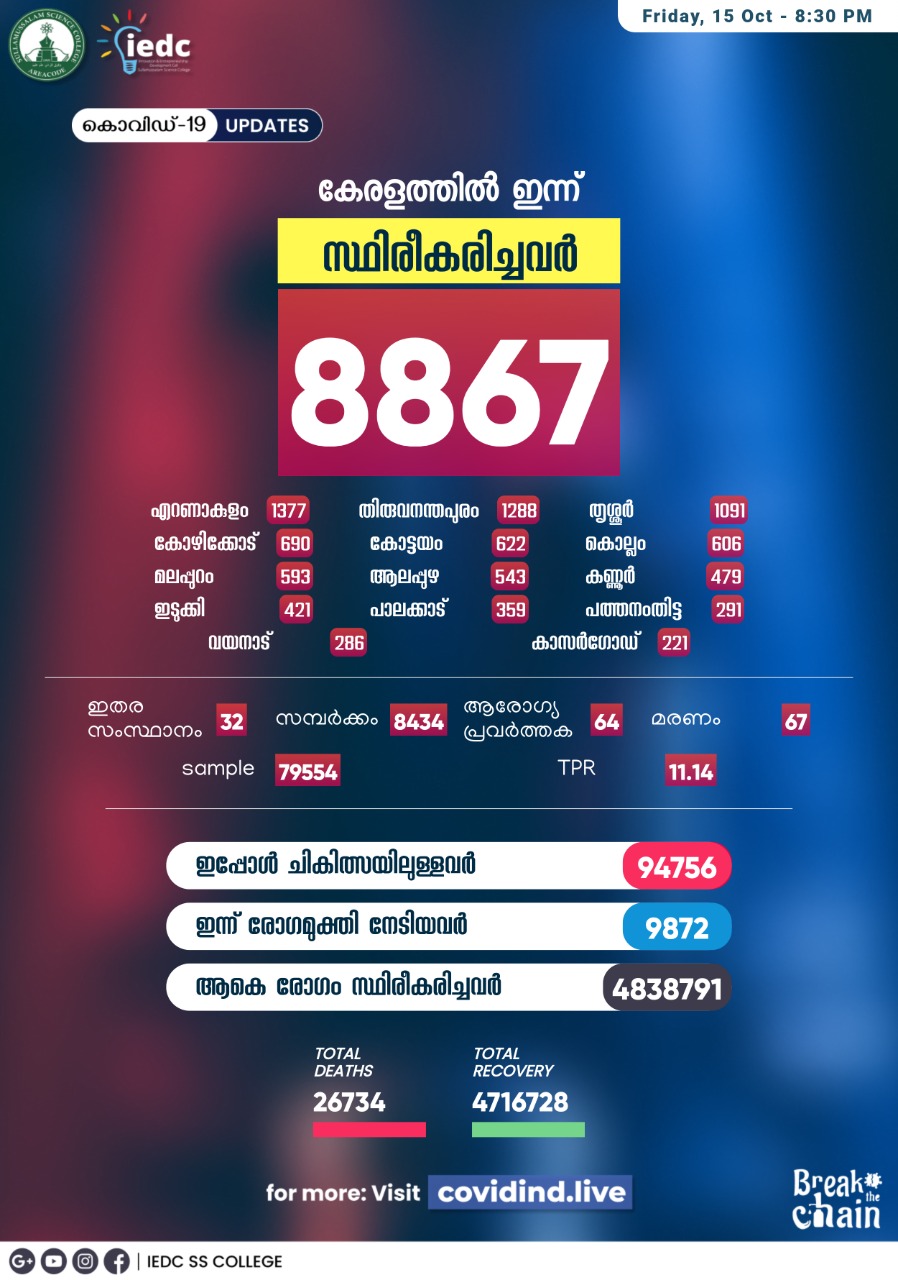 Friday, 15 Oct - 8:30 PM
SULLAMUSSALAM SCIENCE COLLEGE
AREACODE
iedc
കൊവിഡ്-19 UPDATES
കേരളത്തിൽ ഇന്ന്
സ്ഥിരീകരിച്ചവർ
8867
എറണാകുളം 1377 തിരുവനന്തപുരം 1288 തൃശ്ശൂർ 1091
കോഴിക്കോട് 690 കോട്ടയം 622 കൊല്ലം 606
മലപ്പുറം 593 ആലപ്പുഴ 543 കണ്ണൂർ 479
ഇടുക്കി 421 പാലക്കാട് 359 പത്തനംതിട്ട 291
വയനാട് 286 കാസർഗോഡ് 221
ഇതര
സംസ്ഥാനം 32 സമ്പർക്കം 8434 ആരോഗ്യ
പ്രവർത്തക 64 മരണം 67
sample 79554 TPR 11.14
ഇപ്പോൾ ചികിത്സയിലുള്ളവർ 94756
ഇന്ന് രോഗമുക്തി നേടിയവർ 9872
ആകെ രോഗം സ്ഥിരീകരിച്ചവർ 4838791
TOTAL
DEATHS
26734
TOTAL
RECOVERY
4716728
for more: Visit covidind.live
Break
the
chain
G+ | IEDC SS COLLEGE